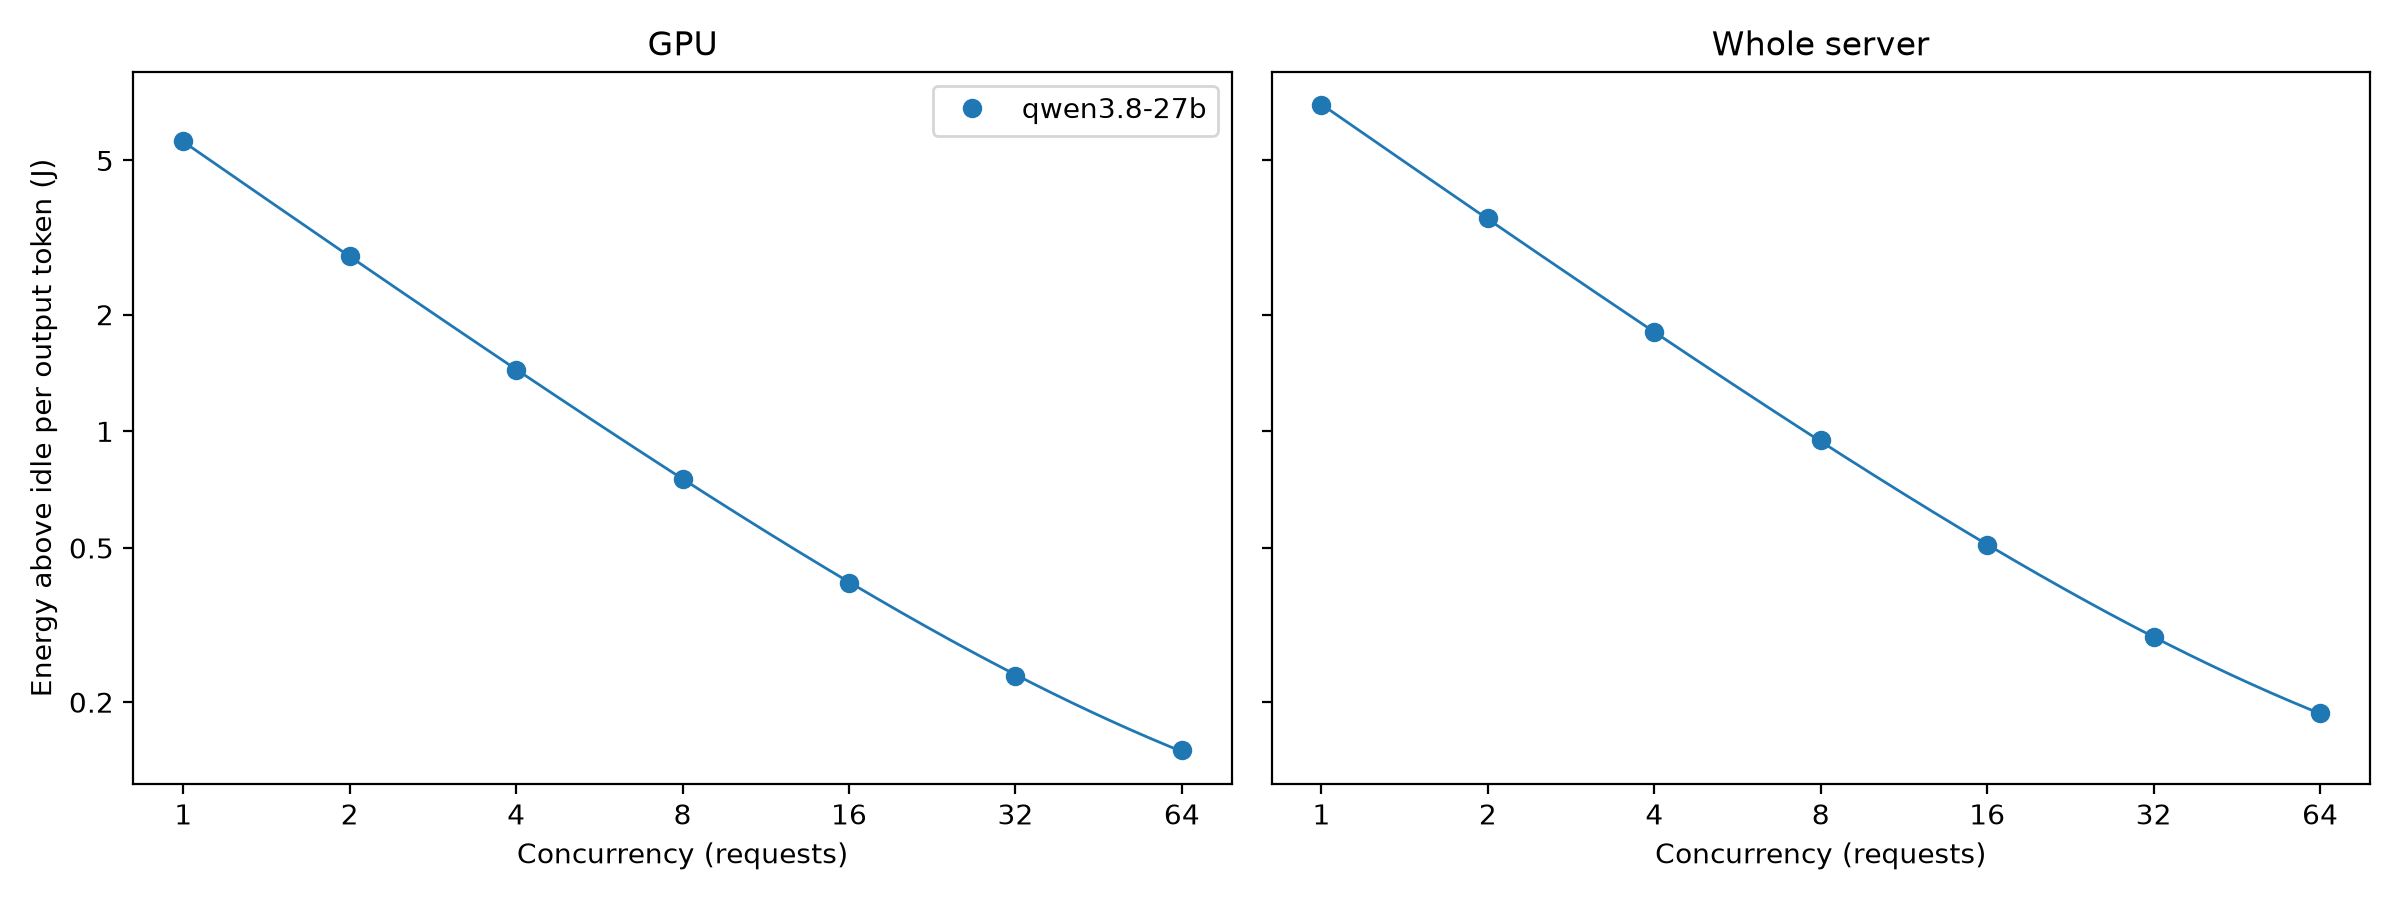 GPU
Whole server
qwen3.8-27b
Energy above idle per output token (J)
5
2
1
0.5
0.2
1 2 4 8 16 32 64
Concurrency (requests)
1 2 4 8 16 32 64
Concurrency (requests)